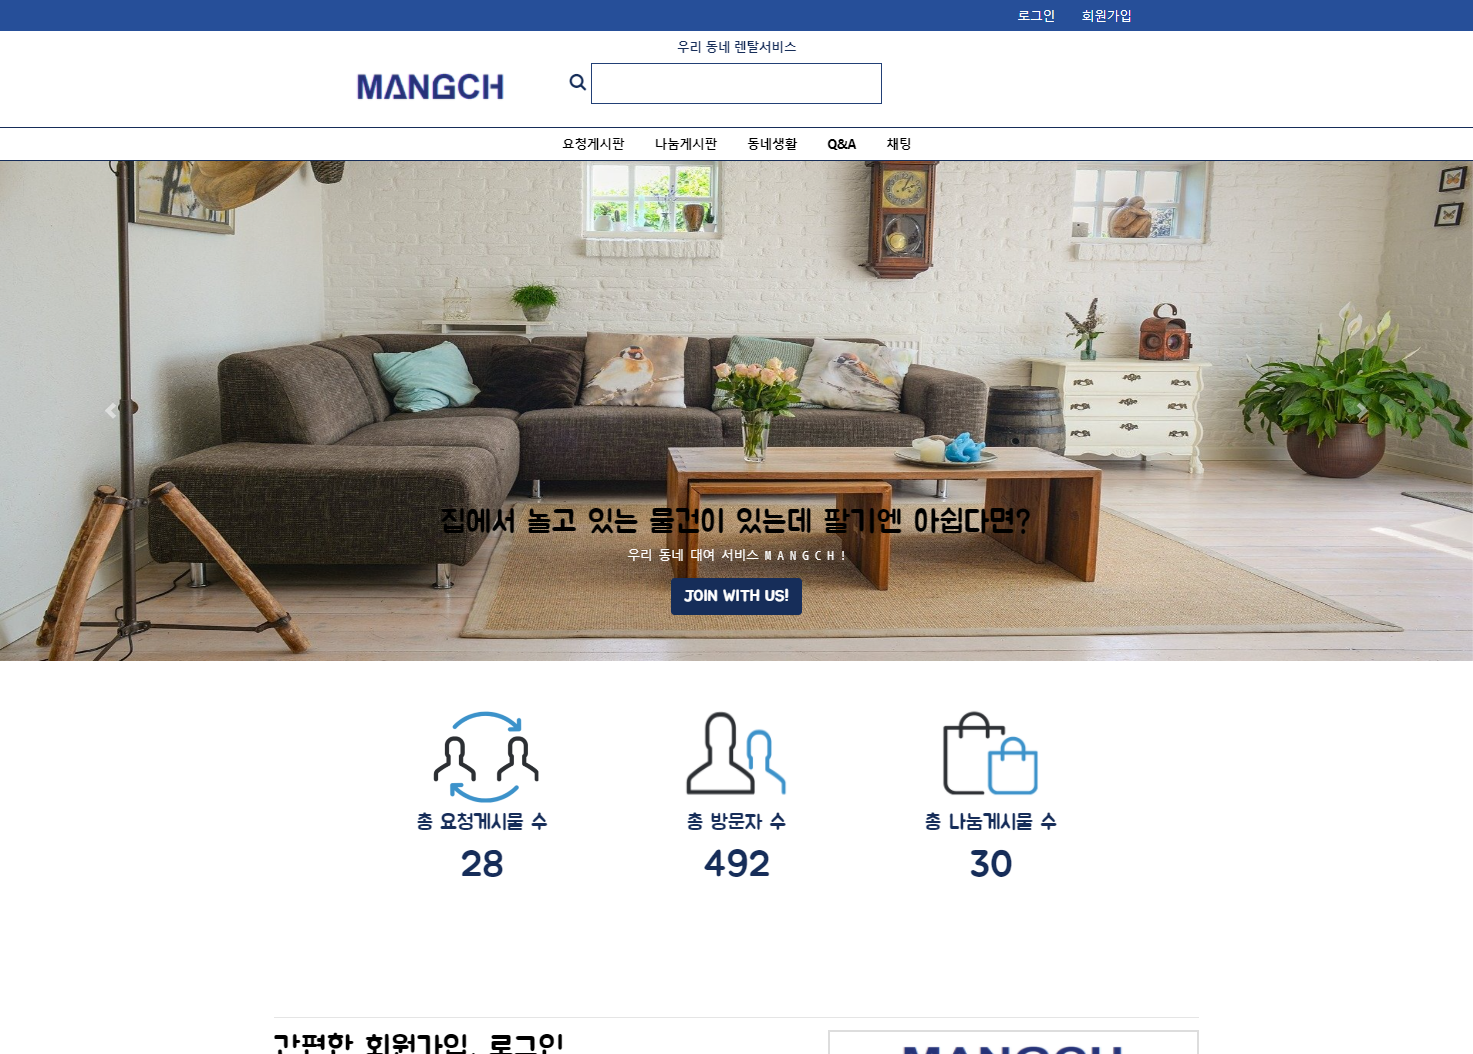 로그인 회원가입
우리 동네 렌탈서비스
MANGCH
요청게시판 나눔게시판 동네생활 Q&A 채팅
집에서 놀고 있는 물건이 있는데 팔기엔 아쉽다면?
우리 동네 대여 서비스 MANGCH!
JOIN WITH US!
총 요청게시물 수 총 방문자 수 총 나눔게시물 수
28 492 30
간편한 회원가입, 로그인
MANGCH